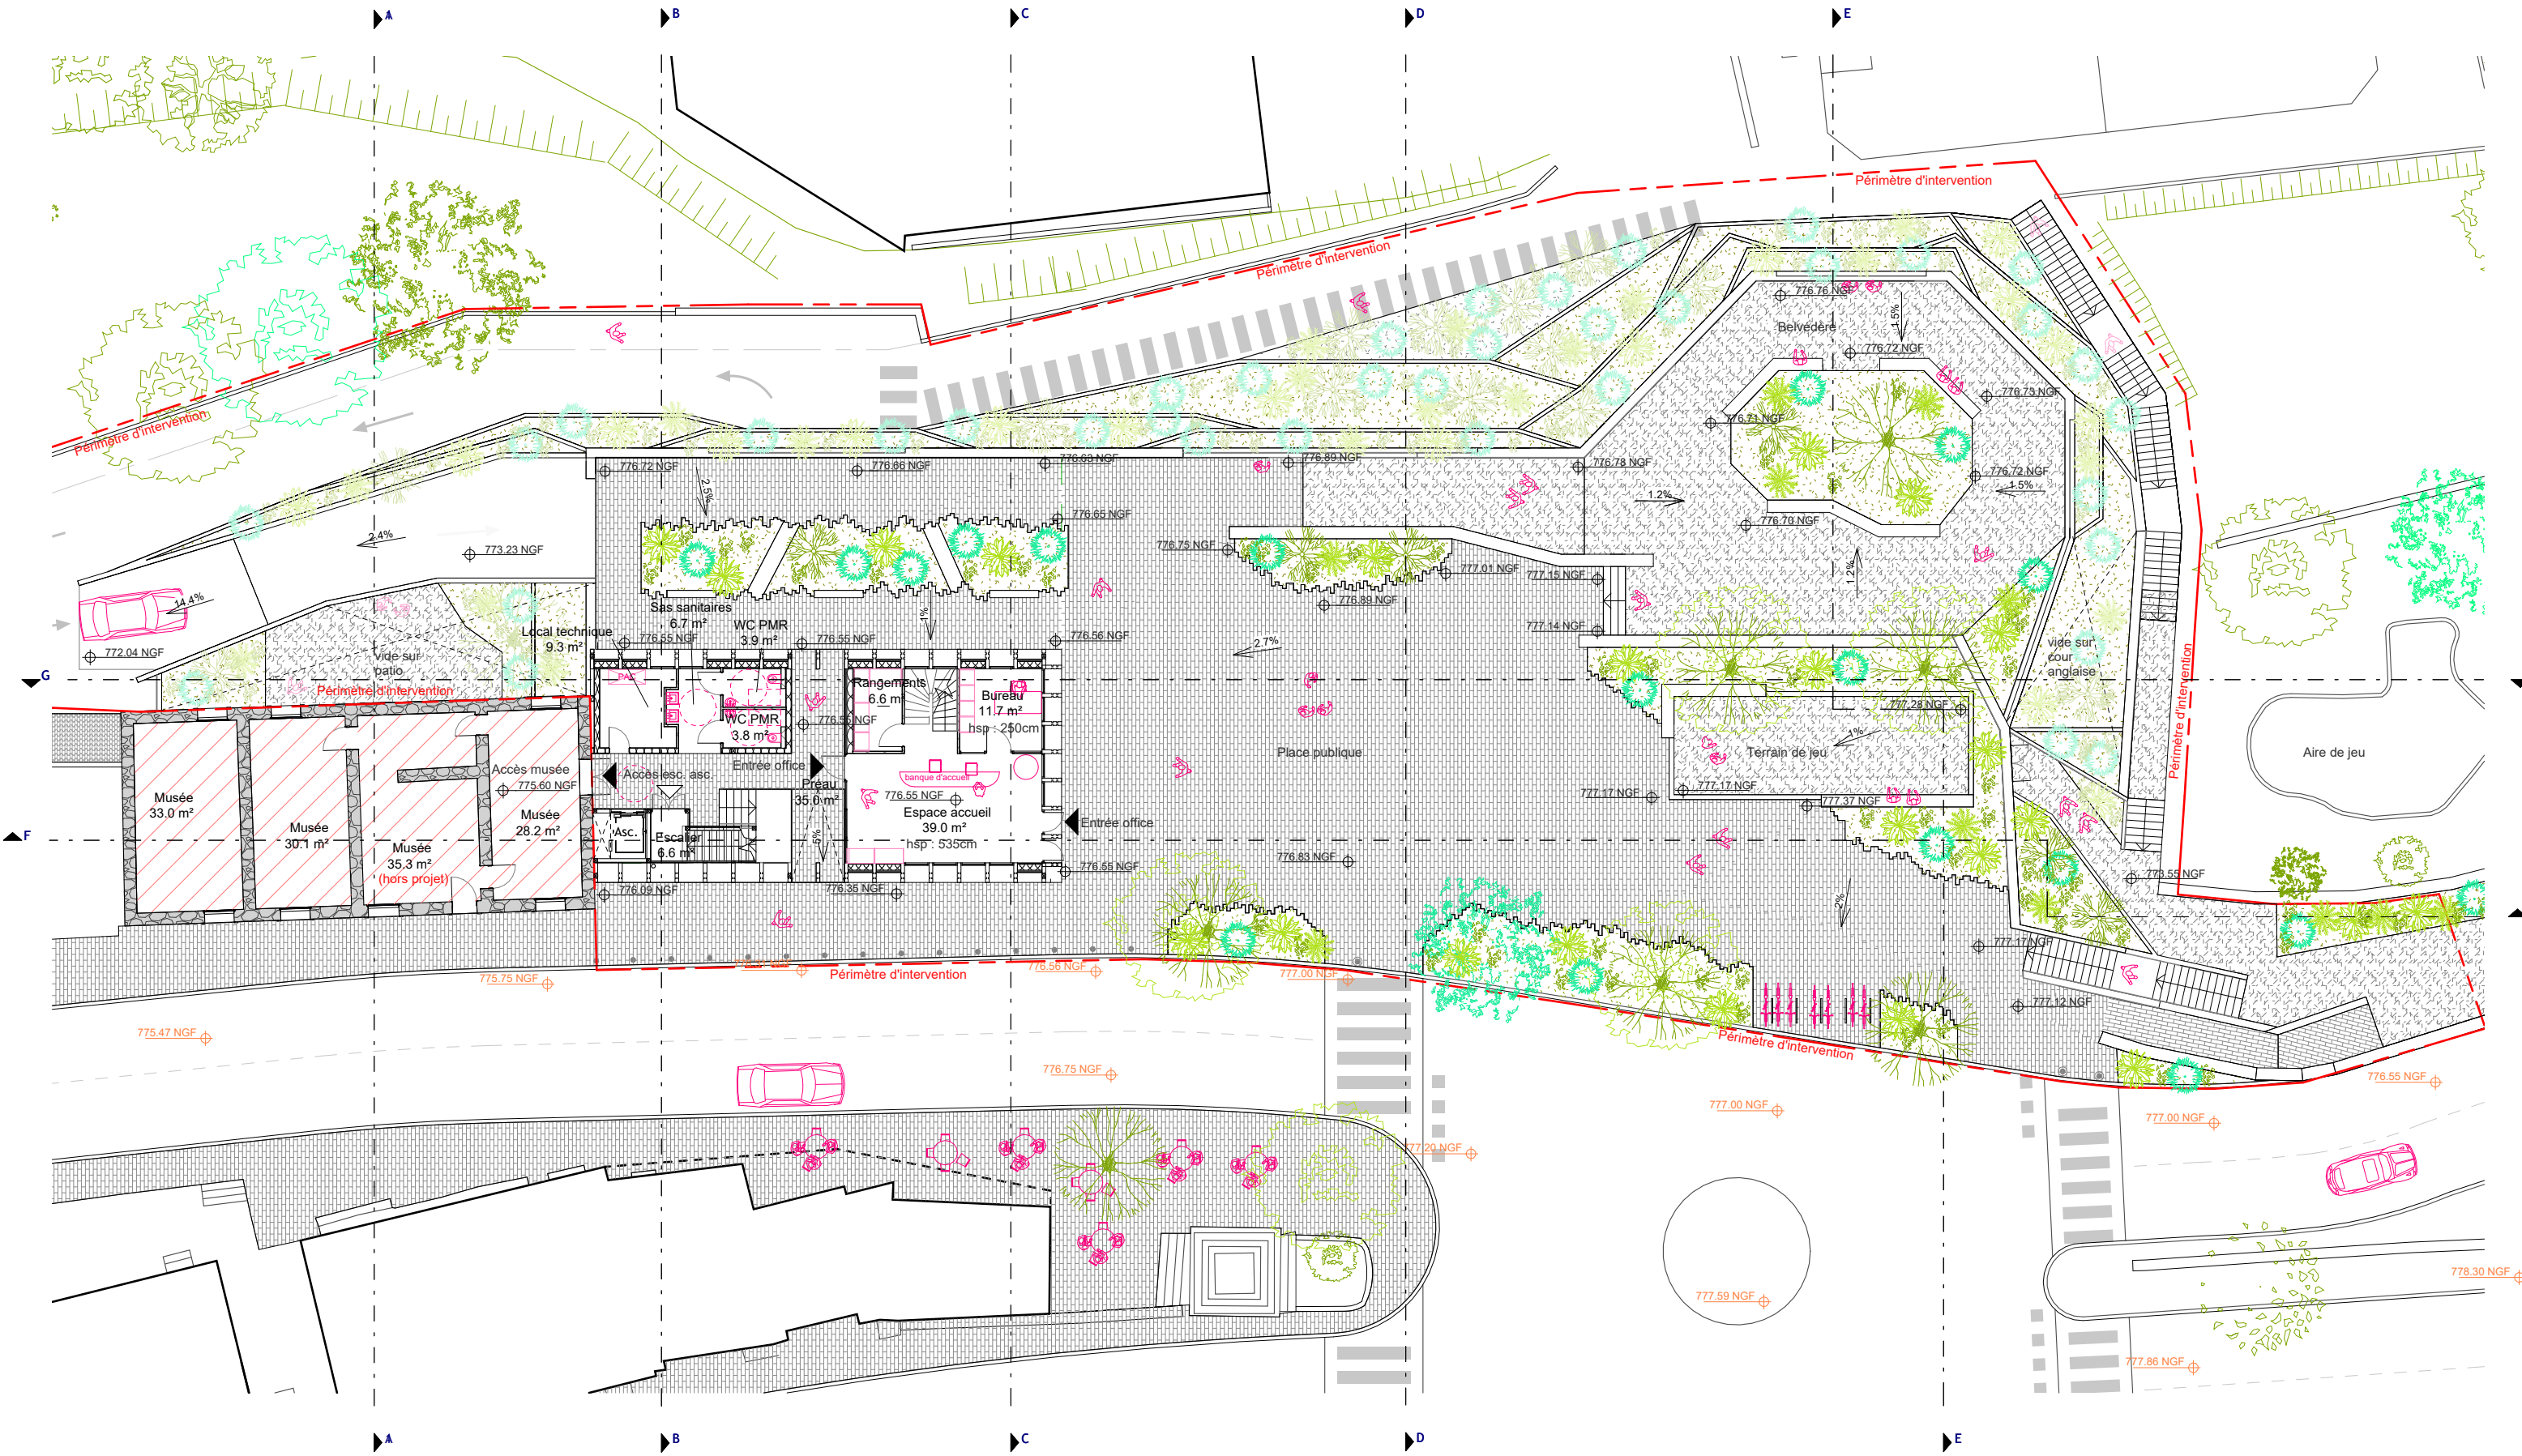 A
B
C
D
E
Périmètre d'intervention
Périmètre d'intervention
776.76 NGF
1.5%
Belvédère
776.72 NGF
776.73 NGF
776.71 NGF
Périmètre d'intervention
776.72 NGF
776.66 NGF
776.63 NGF
776.89 NGF
776.78 NGF
776.72 NGF
2.5%
1.2%
1.5%
776.65 NGF
776.70 NGF
2.4%
773.23 NGF
776.75 NGF
777.01 NGF
777.15 NGF
1.2%
14.4%
776.89 NGF
Sas sanitaires
6.7 m²
1%
WC PMR
3.9 m²
Local technique
9.3 m²
776.55 NGF
776.55 NGF
776.56 NGF
777.14 NGF
2.7%
772.04 NGF
vide sur
patio
vide sur
cour
anglaise
G
Périmètre d'intervention
PAC
Rangements
6.6 m²
Bureau
11.7 m²
hsp : 250cm
777.28 NGF
Périmètre d'intervention
WC PMR
3.8 m²
776.55 NGF
Place publique
1%
Terrain de jeu
Aire de jeu
Accès musée
775.60 NGF
Accès esc. asc.
Entrée office
banque d'accueil
Préau
35.0 m²
776.55 NGF
777.17 NGF
777.17 NGF
777.37 NGF
Musée
33.0 m²
Musée
30.1 m²
Musée
28.2 m²
Musée
35.3 m²
(hors projet)
Asc.
Escalier
6.6 m²
5%
Espace accueil
39.0 m²
hsp : 535cm
Entrée office
F
776.83 NGF
776.55 NGF
773.55 NGF
776.09 NGF
776.35 NGF
2%
777.17 NGF
Périmètre d'intervention
776.56 NGF
777.00 NGF
775.75 NGF
777.12 NGF
775.47 NGF
Périmètre d'intervention
776.75 NGF
776.55 NGF
777.00 NGF
777.00 NGF
777.20 NGF
778.30 NGF
777.59 NGF
777.86 NGF
A
B
C
D
E